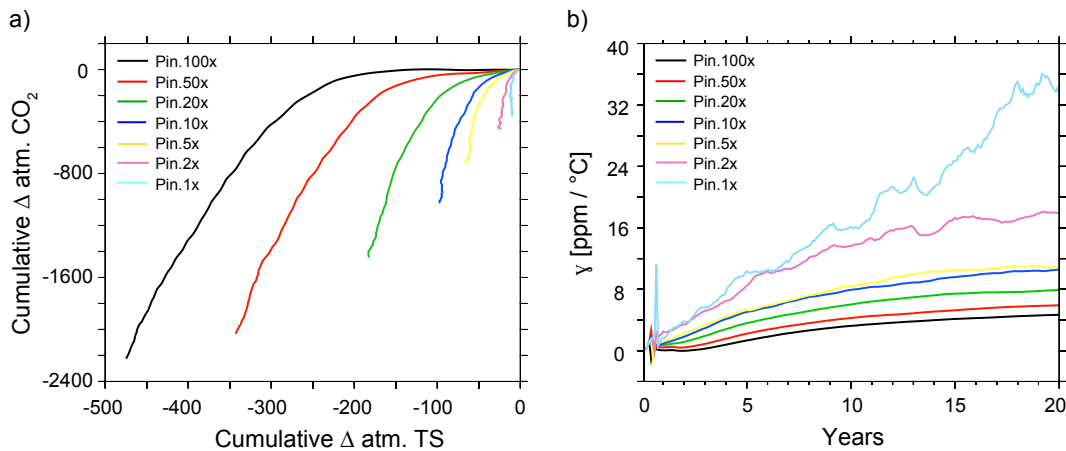 a)
Pin.100x
Pin.50x
Pin.20x
Pin.10x
Pin.5x
Pin.2x
Pin.1x
Cumulative Δ atm. CO2
0
-800
-1600
-2400
-500
-400
-300
-200
-100
0
Cumulative Δ atm. TS
b)
Pin.100x
Pin.50x
Pin.20x
Pin.10x
Pin.5x
Pin.2x
Pin.1x
γ [ppm / °C]
40
32
24
16
8
0
0
5
10
15
20
Years